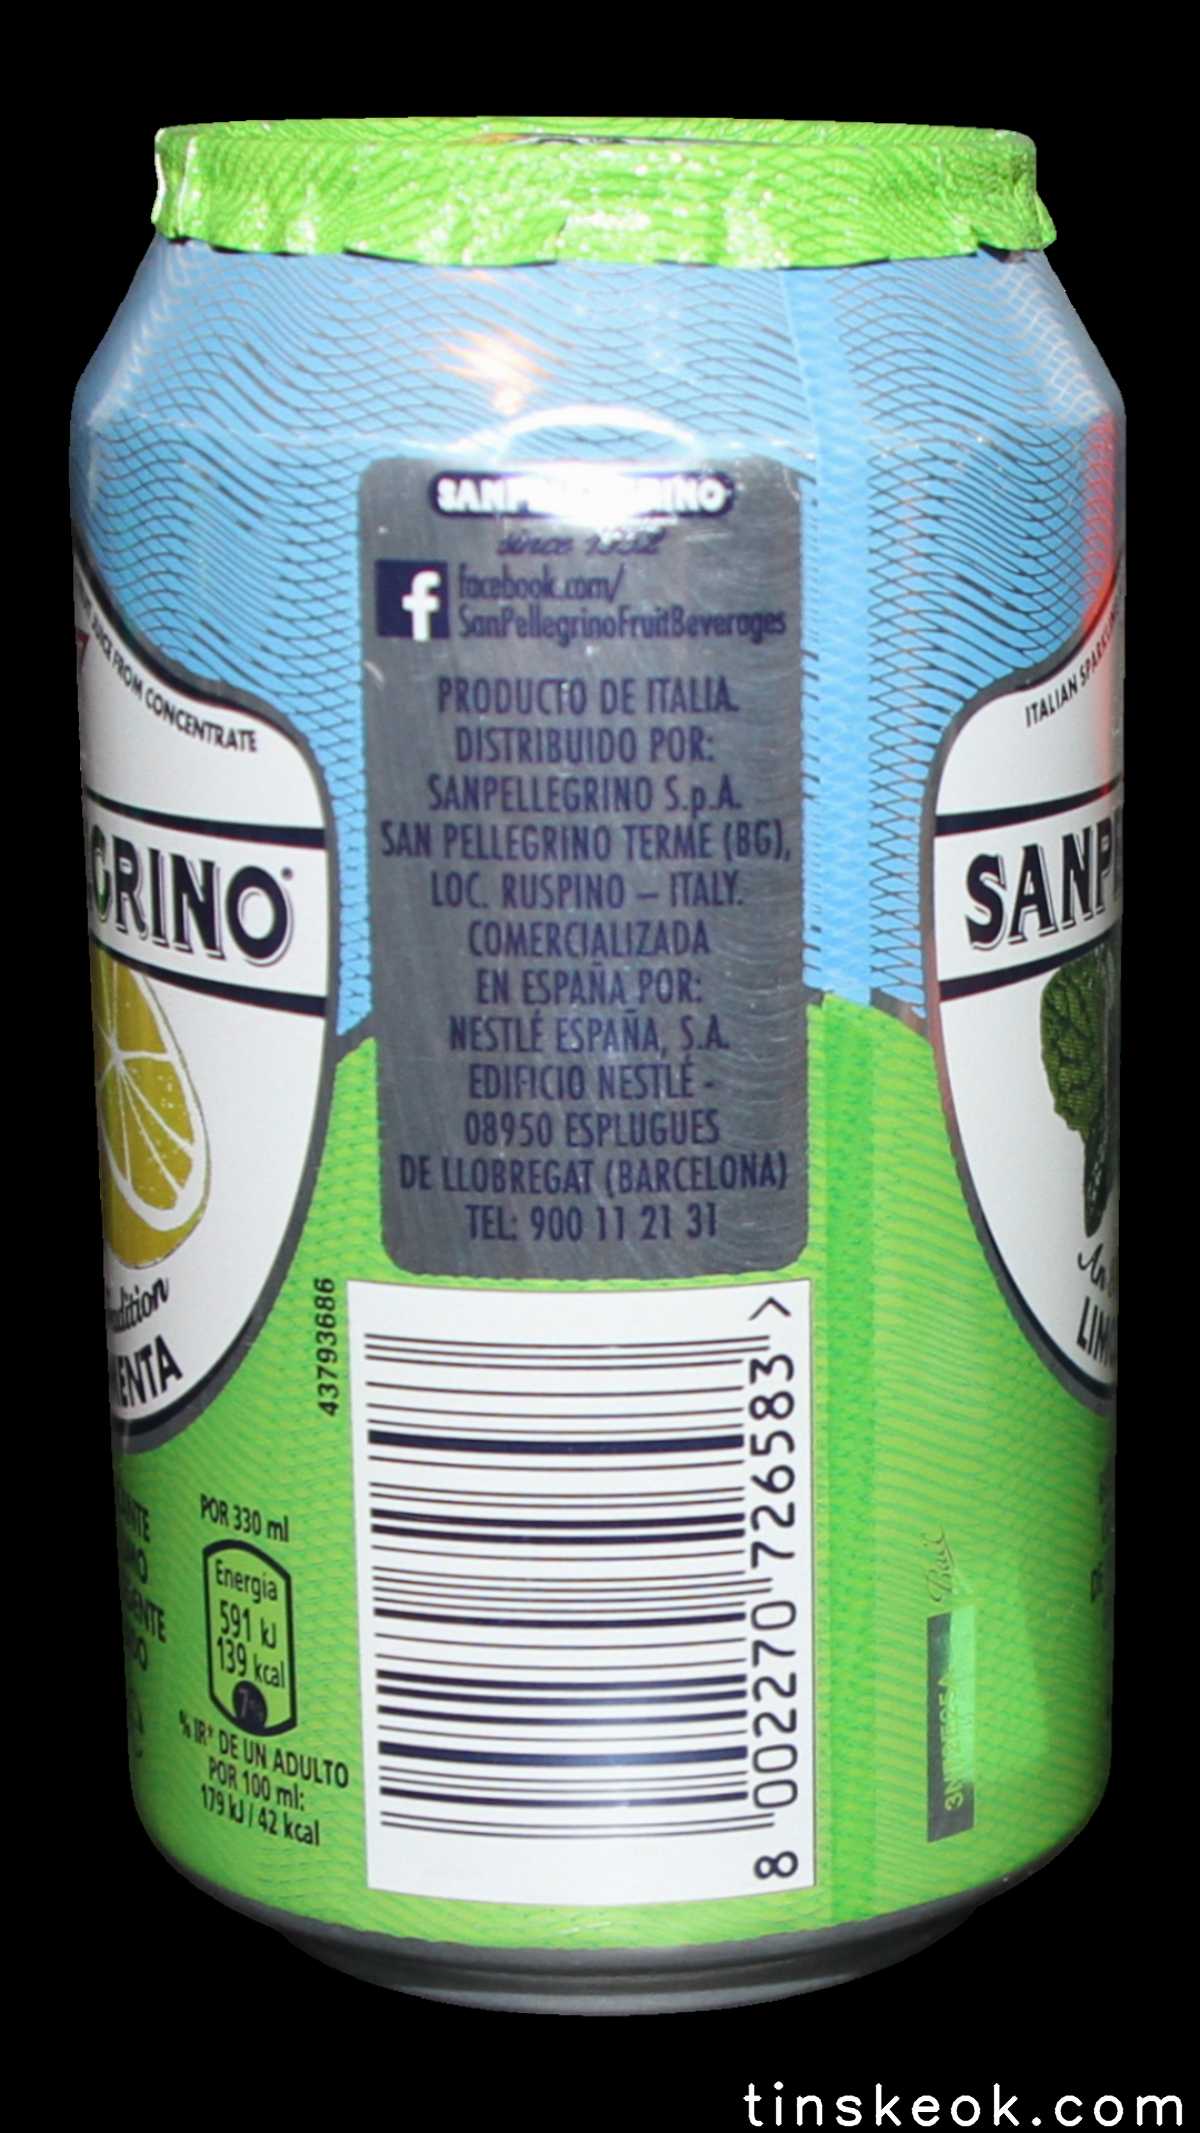 SANPELLEGRINO
since 1932
facebook.com/
SanPellegrinoFruitBeverages
PRODUCTO DE ITALIA.
DISTRIBUIDO POR:
SANPELLEGRINO S.p.A.
SAN PELLEGRINO TERME (BG),
LOC. RUSPINO – ITALY.
COMERCIALIZADA
EN ESPAÑA POR:
NESTLÉ ESPAÑA, S.A.
EDIFICIO NESTLÉ -
08950 ESPLUGUES
DE LLOBREGAT (BARCELONA)
TEL: 900 11 21 31
JUICE FROM CONCENTRATE
GRINO®
43793686
POR 330 ml
Energía
591 kJ
139 kcal
7%
% IR* DE UN ADULTO
POR 100 ml:
179 kJ / 42 kcal
8 002270 726583 >
ITALIAN
SANP
An
Ball
tinskeok.com